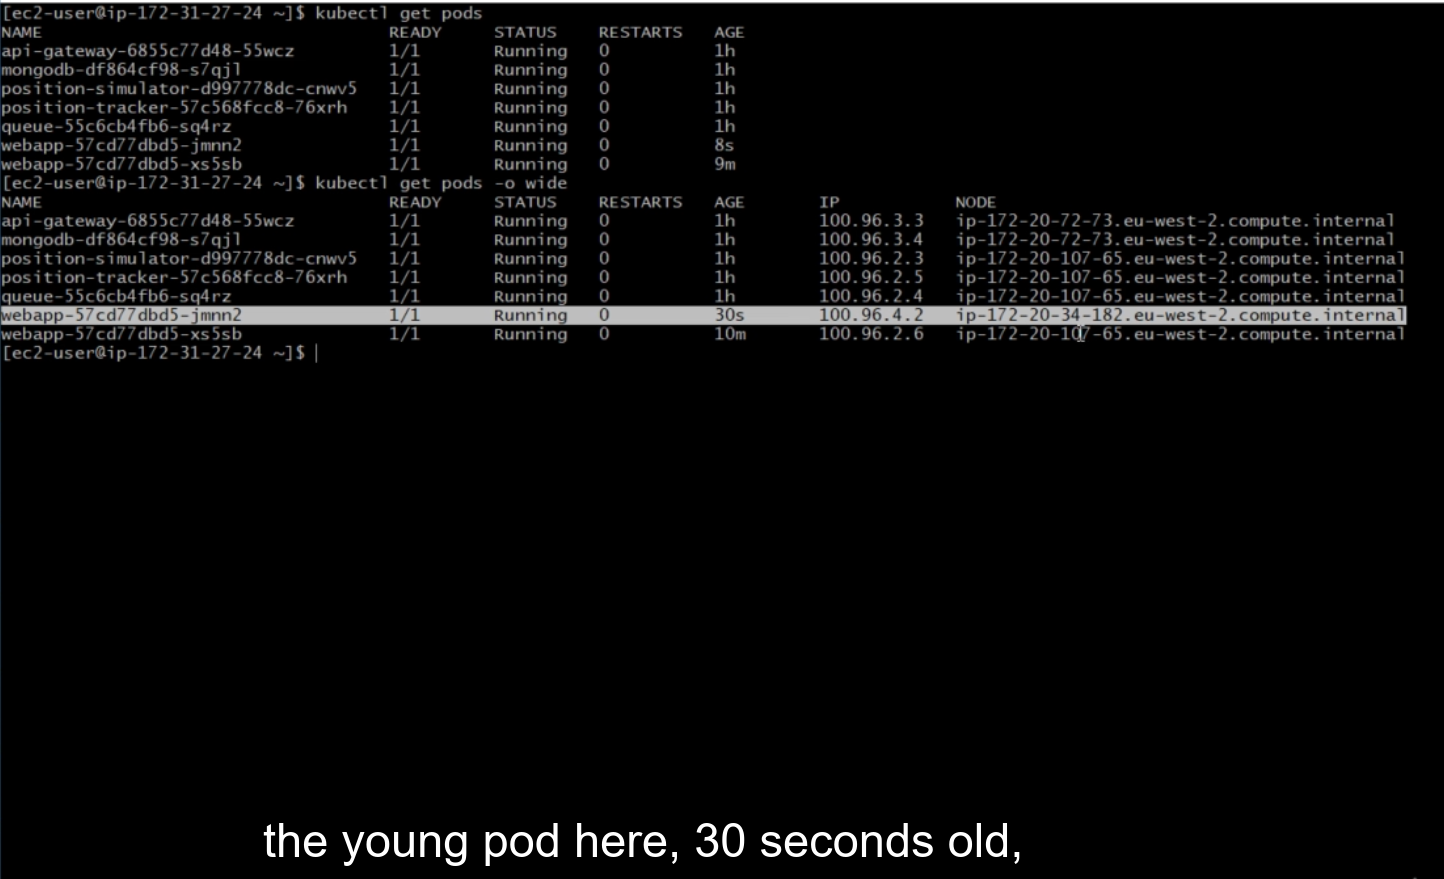 [ec2-user@ip-172-31-27-24 ~]$ kubectl get pods
NAME READY STATUS RESTARTS AGE
api-gateway-6855c77d48-55wcz 1/1 Running 0 1h
mongodb-df864cf98-s7qjl 1/1 Running 0 1h
position-simulator-d997778dc-cnwv5 1/1 Running 0 1h
position-tracker-57c568fcc8-76xrh 1/1 Running 0 1h
queue-55c6cb4fb6-sq4rz 1/1 Running 0 1h
webapp-57cd77dbd5-jmnn2 1/1 Running 0 8s
webapp-57cd77dbd5-xs5sb 1/1 Running 0 9m
[ec2-user@ip-172-31-27-24 ~]$ kubectl get pods -o wide
NAME READY STATUS RESTARTS AGE IP NODE
api-gateway-6855c77d48-55wcz 1/1 Running 0 1h 100.96.3.3 ip-172-20-72-73.eu-west-2.compute.internal
mongodb-df864cf98-s7qjl 1/1 Running 0 1h 100.96.3.4 ip-172-20-72-73.eu-west-2.compute.internal
position-simulator-d997778dc-cnwv5 1/1 Running 0 1h 100.96.2.3 ip-172-20-107-65.eu-west-2.compute.internal
position-tracker-57c568fcc8-76xrh 1/1 Running 0 1h 100.96.2.5 ip-172-20-107-65.eu-west-2.compute.internal
queue-55c6cb4fb6-sq4rz 1/1 Running 0 1h 100.96.2.4 ip-172-20-107-65.eu-west-2.compute.internal
webapp-57cd77dbd5-jmnn2 1/1 Running 0 30s 100.96.4.2 ip-172-20-34-182.eu-west-2.compute.internal
webapp-57cd77dbd5-xs5sb 1/1 Running 0 10m 100.96.2.6 ip-172-20-107-65.eu-west-2.compute.internal
[ec2-user@ip-172-31-27-24 ~]$
the young pod here, 30 seconds old,